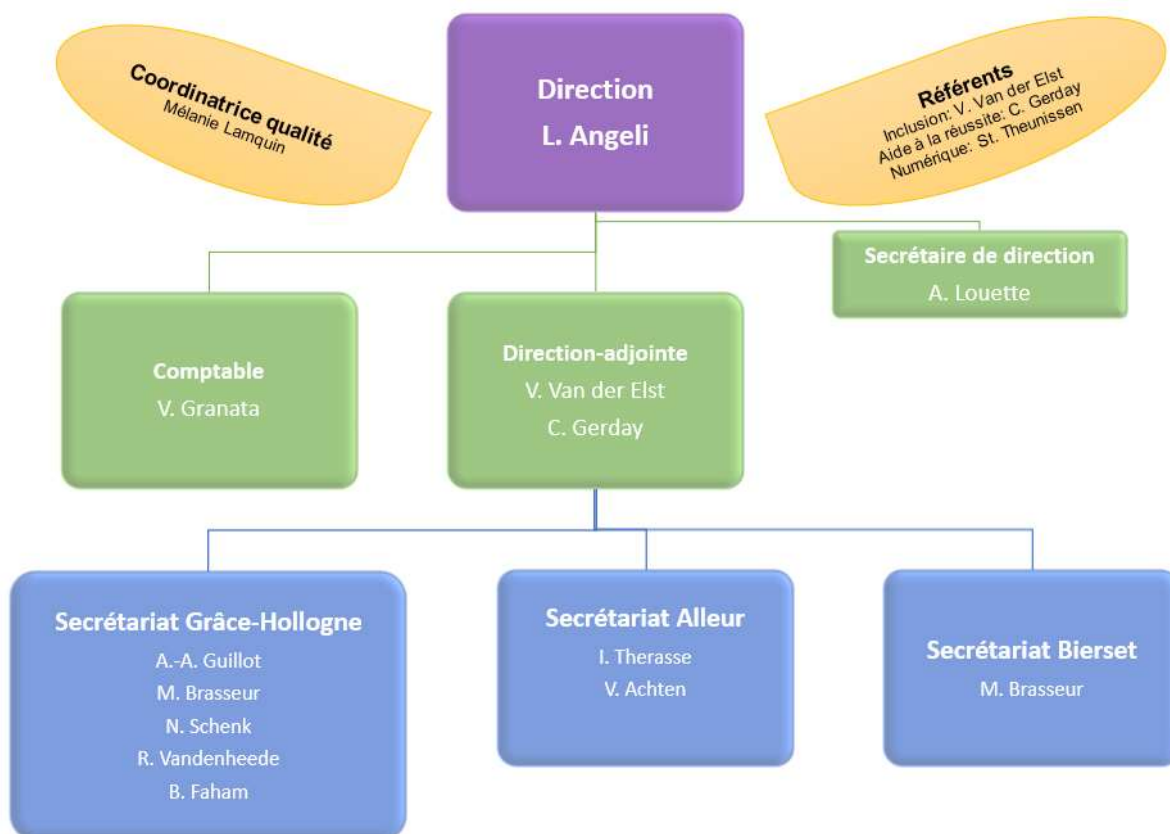 Coordinatrice qualité
Mélanie Lamquin
Direction
L. Angeli
Référents
Inclusion: V. Van der Elst
Aide à la réussite: C. Gerday
Numérique: St. Theunissen
Secrétaire de direction
A. Louette
Comptable
V. Granata
Direction-adjointe
V. Van der Elst
C. Gerday
Secrétariat Grâce-Hollogne
A.-A. Guillot
M. Brasseur
N. Schenk
R. Vandenheede
B. Faham
Secrétariat Alleur
I. Therasse
V. Achten
Secrétariat Bierset
M. Brasseur